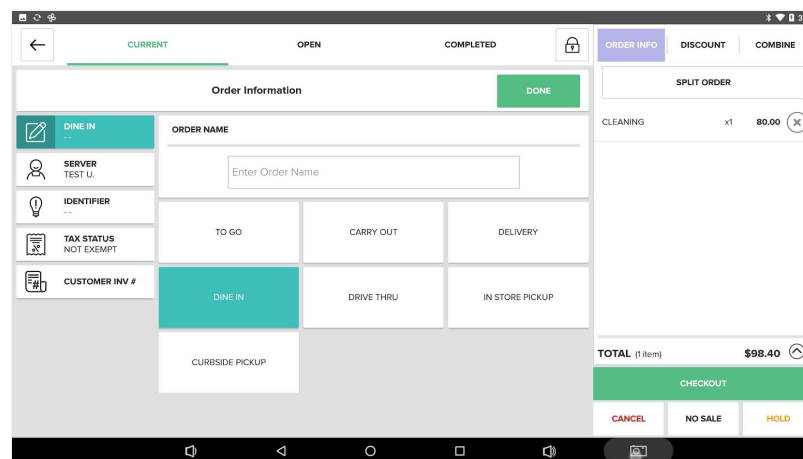 CURRENT
OPEN
COMPLETED
ORDER INFO
DISCOUNT
COMBINE
Order Information
DONE
SPLIT ORDER
DINE IN
- -
SERVER
TEST U.
IDENTIFIER
- -
TAX STATUS
NOT EXEMPT
CUSTOMER INV #
ORDER NAME
Enter Order Name
TO GO
CARRY OUT
DELIVERY
DINE IN
DRIVE THRU
IN STORE PICKUP
CURBSIDE PICKUP
CLEANING x1 80.00
TOTAL (1 item) $98.40
CHECKOUT
CANCEL
NO SALE
HOLD